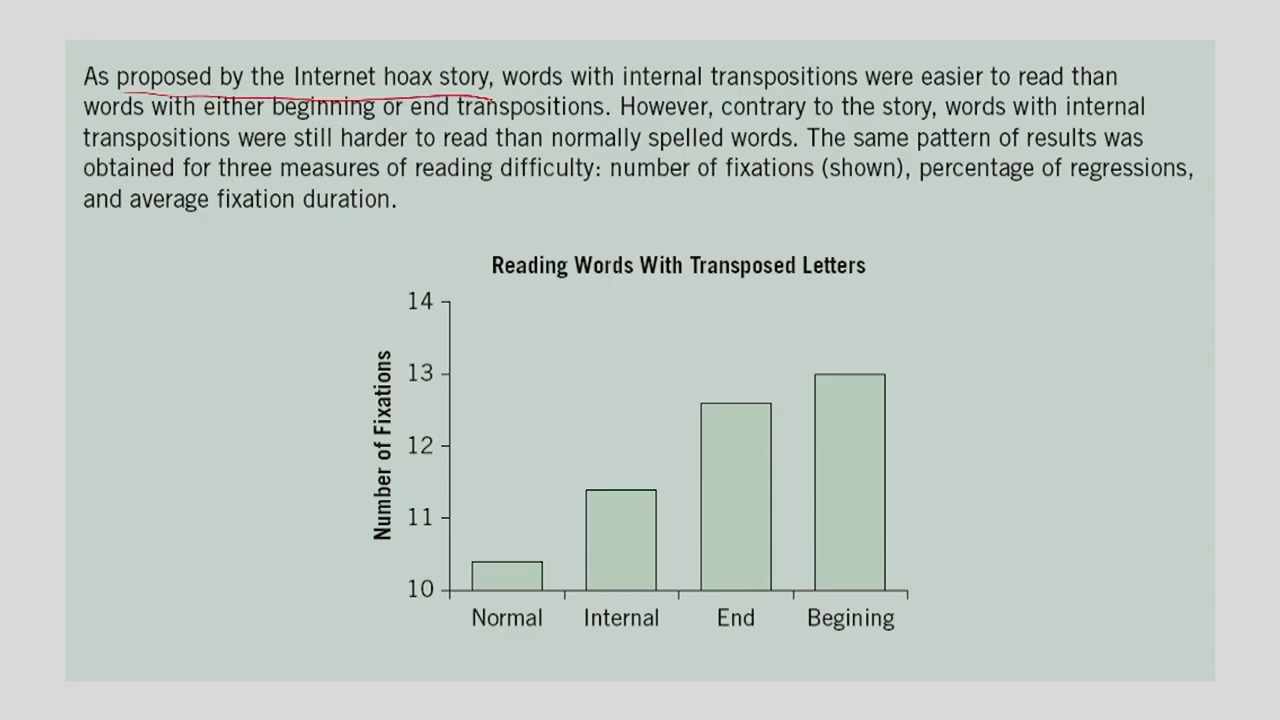 As proposed by the Internet hoax story, words with internal transpositions were easier to read than
words with either beginning or end transpositions. However, contrary to the story, words with internal
transpositions were still harder to read than normally spelled words. The same pattern of results was
obtained for three measures of reading difficulty: number of fixations (shown), percentage of regressions,
and average fixation duration.
Reading Words With Transposed Letters
Number of Fixations
14
13
12
11
10
Normal Internal End Begining